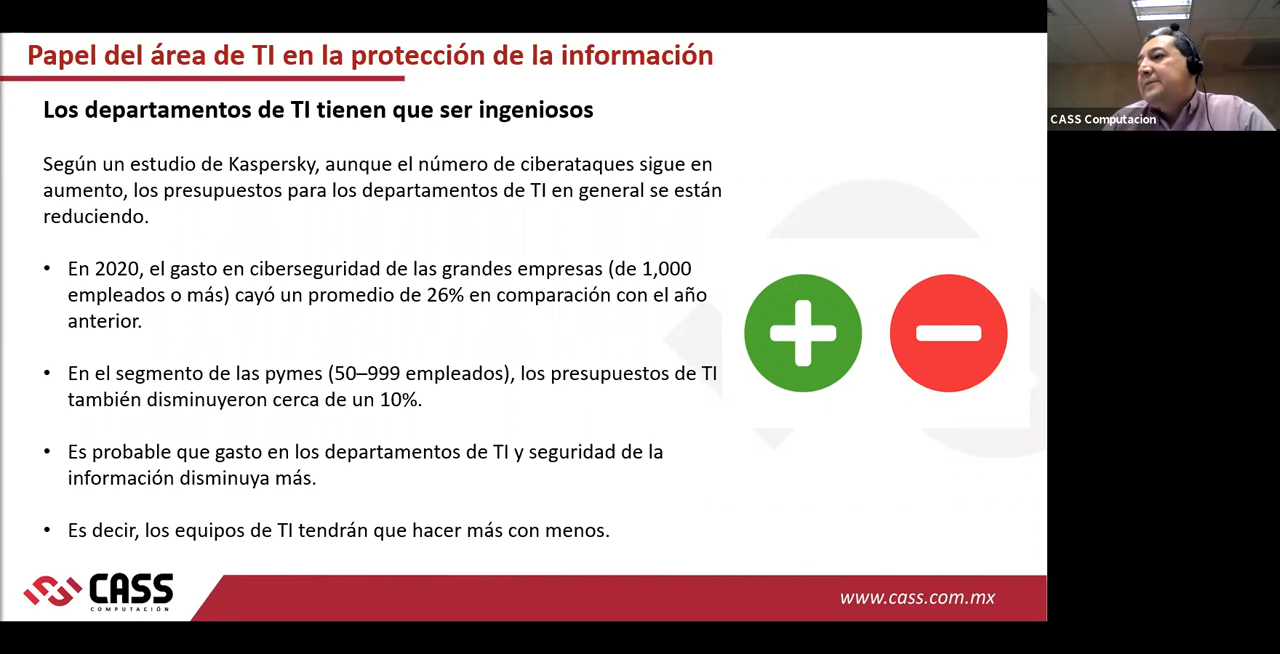 Papel del área de TI en la protección de la información
Los departamentos de TI tienen que ser ingeniosos
Según un estudio de Kaspersky, aunque el número de ciberataques sigue en
aumento, los presupuestos para los departamentos de TI en general se están
reduciendo.
• En 2020, el gasto en ciberseguridad de las grandes empresas (de 1,000
empleados o más) cayó un promedio de 26% en comparación con el año
anterior.
• En el segmento de las pymes (50–999 empleados), los presupuestos de TI
también disminuyeron cerca de un 10%.
• Es probable que gasto en los departamentos de TI y seguridad de la
información disminuya más.
• Es decir, los equipos de TI tendrán que hacer más con menos.
CASS
COMPUTACIÓN
www.cass.com.mx
CASS Computacion